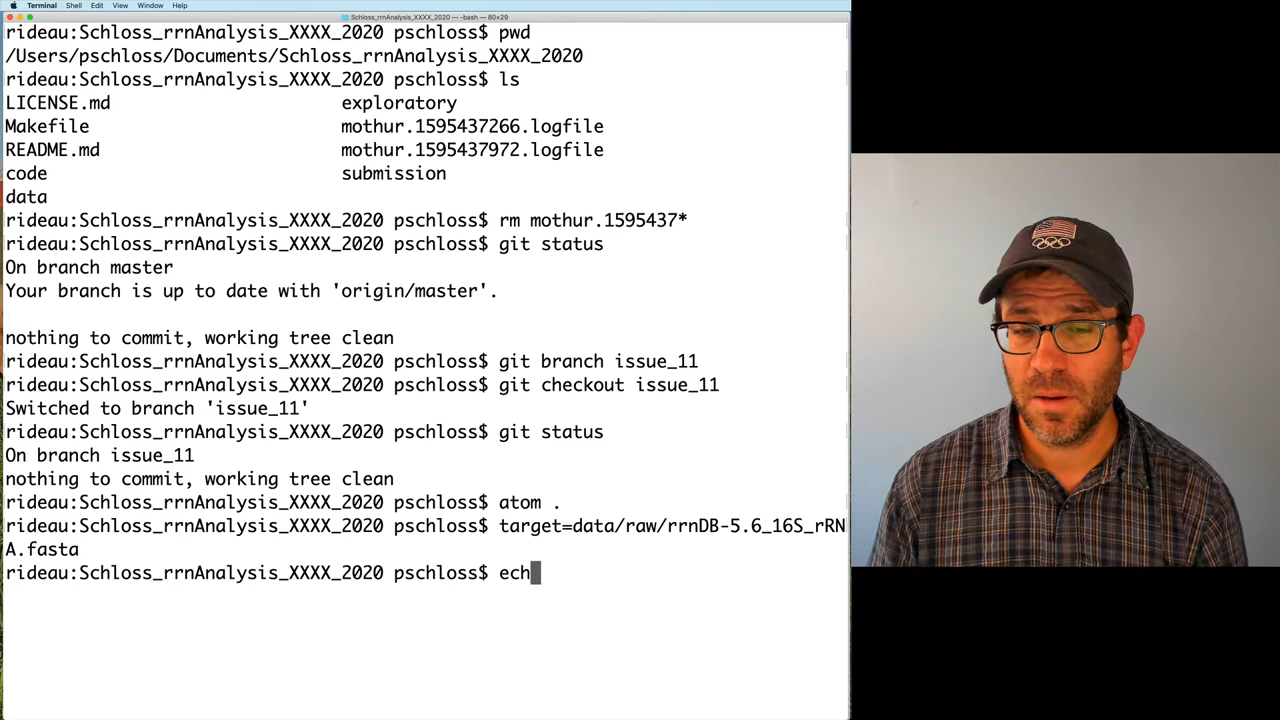 Terminal Shell Edit View Window Help
Schloss_rrnAnalysis_XXXX_2020 — -bash — 80×29
rideau:Schloss_rrnAnalysis_XXXX_2020 pschloss$ pwd
/Users/pschloss/Documents/Schloss_rrnAnalysis_XXXX_2020
rideau:Schloss_rrnAnalysis_XXXX_2020 pschloss$ ls
LICENSE.md exploratory
Makefile mothur.1595437266.logfile
README.md mothur.1595437972.logfile
code submission
data
rideau:Schloss_rrnAnalysis_XXXX_2020 pschloss$ rm mothur.1595437*
rideau:Schloss_rrnAnalysis_XXXX_2020 pschloss$ git status
On branch master
Your branch is up to date with 'origin/master'.
nothing to commit, working tree clean
rideau:Schloss_rrnAnalysis_XXXX_2020 pschloss$ git branch issue_11
rideau:Schloss_rrnAnalysis_XXXX_2020 pschloss$ git checkout issue_11
Switched to branch 'issue_11'
rideau:Schloss_rrnAnalysis_XXXX_2020 pschloss$ git status
On branch issue_11
nothing to commit, working tree clean
rideau:Schloss_rrnAnalysis_XXXX_2020 pschloss$ atom .
rideau:Schloss_rrnAnalysis_XXXX_2020 pschloss$ target=data/raw/rrnDB-5.6_16S_rRN
A.fasta
rideau:Schloss_rrnAnalysis_XXXX_2020 pschloss$ ech